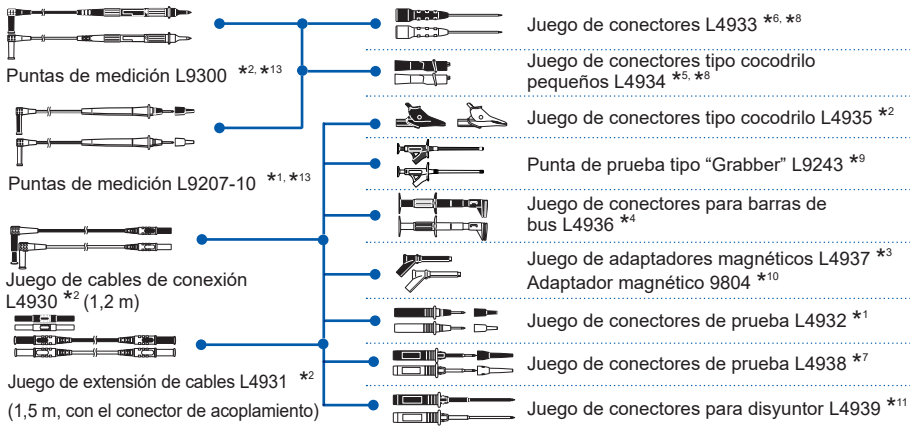 Puntas de medición L9300 *2, *13
Puntas de medición L9207-10 *1, *13
Juego de cables de conexión
L4930 *2 (1,2 m)
Juego de extensión de cables L4931 *2
(1,5 m, con el conector de acoplamiento)
Juego de conectores L4933 *6, *8
Juego de conectores tipo cocodrilo
pequeños L4934 *5, *8
Juego de conectores tipo cocodrilo L4935 *2
Punta de prueba tipo “Grabber” L9243 *9
Juego de conectores para barras de
bus L4936 *4
Juego de adaptadores magnéticos L4937 *3
Adaptador magnético 9804 *10
Juego de conectores de prueba L4932 *1
Juego de conectores de prueba L4938 *7
Juego de conectores para disyuntor L4939 *11